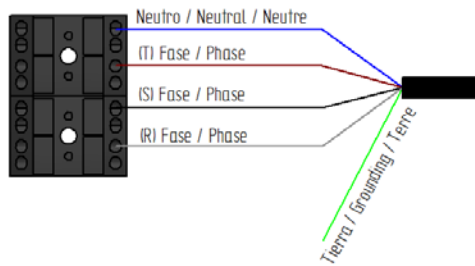 Neutro / Neutral / Neutre
(T) Fase / Phase
(S) Fase / Phase
(R) Fase / Phase
Tierra / Grounding / Terre